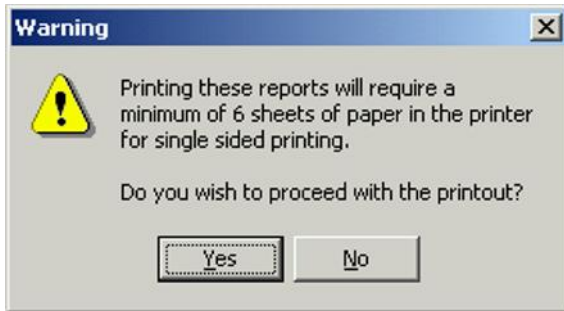 Warning
Printing these reports will require a
minimum of 6 sheets of paper in the printer
for single sided printing.
Do you wish to proceed with the printout?
Yes
No